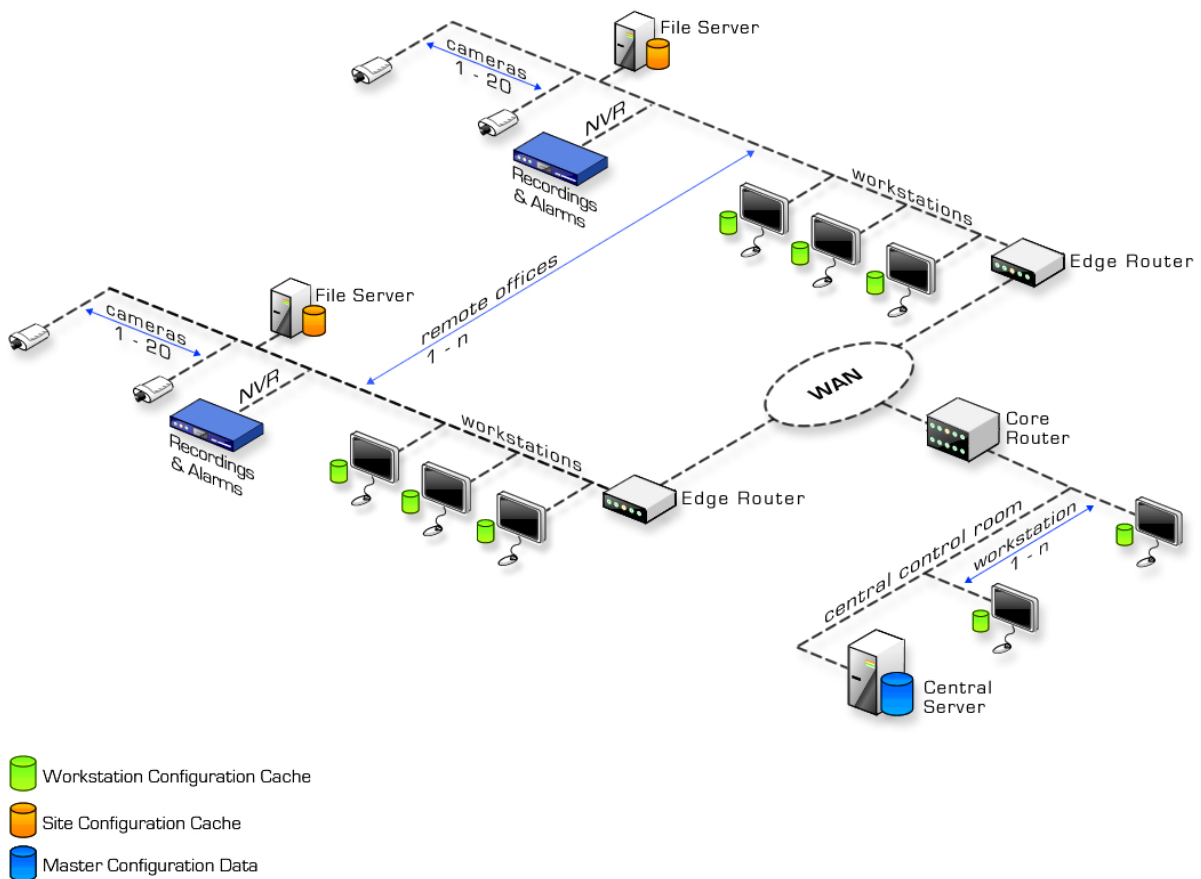 File Server
cameras
1 - 20
NVR
Recordings
& Alarms
workstations
Edge Router
remote offices
1 - n
File Server
cameras
1 - 20
NVR
Recordings
& Alarms
workstations
Edge Router
WAN
Core
Router
central control room
workstation
1 - n
Central
Server
Workstation Configuration Cache
Site Configuration Cache
Master Configuration Data